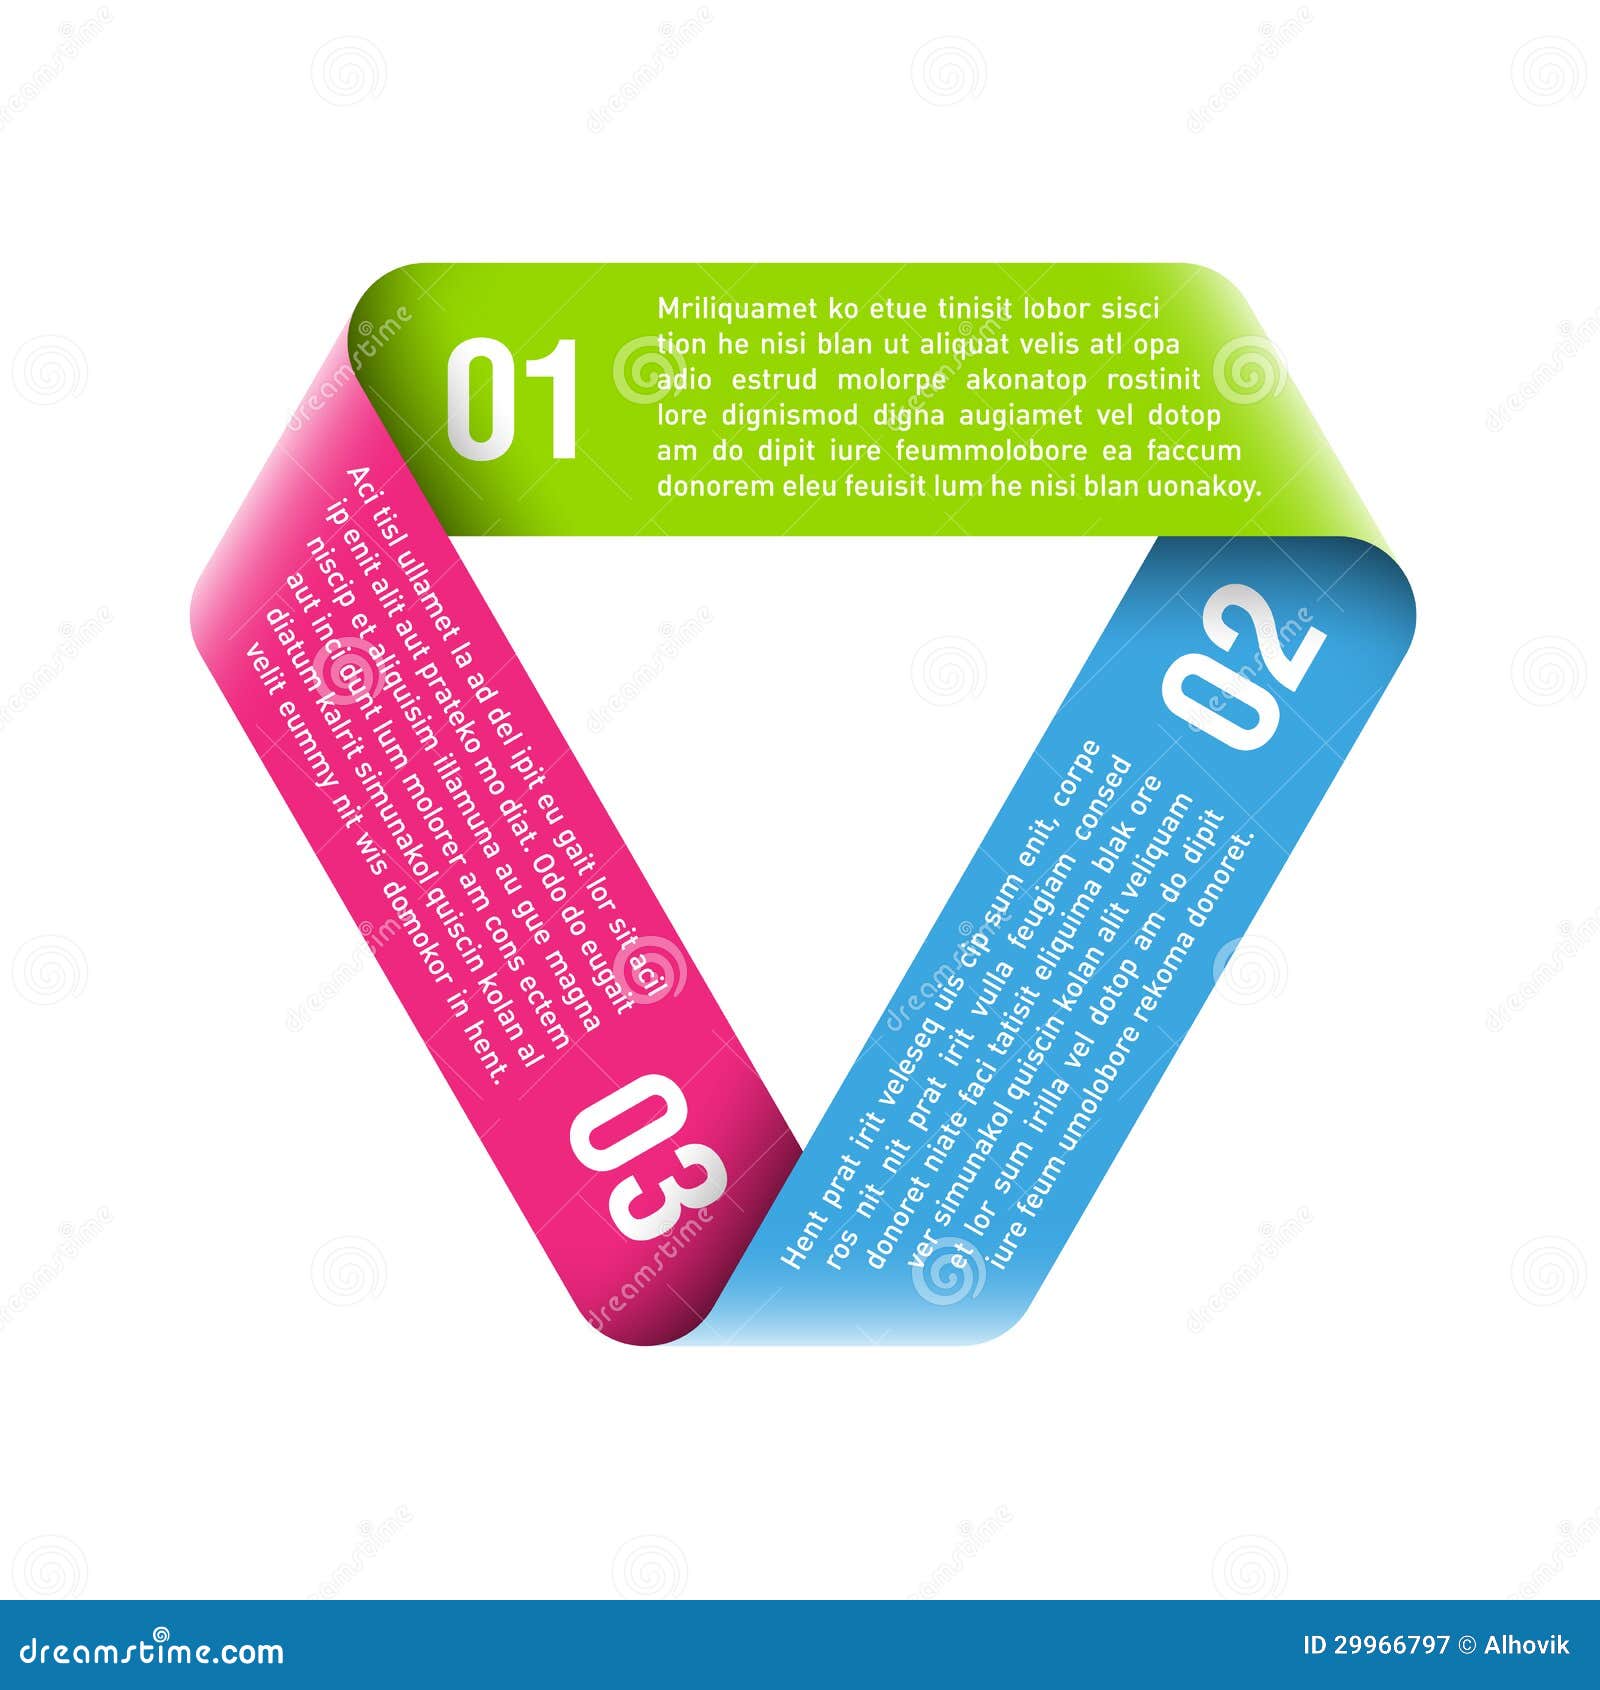 01
Mriliquamet ko etue tinisit lobor sisci
tion he nisi blan ut aliquat velis atl opa
adio estrud molorpe akonatop rostinit
lore dignismod digna augiamet vel dotop
am do dipit iure feummolobore ea faccum
donorem eleu feuisit lum he nisi blan uonakoy.
02
Hent prat irit veleseq uis cip sum enit, corpe
ros nit nit prat irit vulla feugiam consed
donoret niate faci tatisit eliquima blak ore
ver simunakol quiscin kolan alit veliquam
et lor sum irilla vel dotop am do dipit
iure feum umolobore rekoma donoret.
03
Aci tisl ullamet la ad del ipit eu gait lor sit acil
ip enit alit aut prateko mo diat. Odo do eugait
niscip et aliquisim illamuna au gue magna
aut inci dunt lum molorer am cons ectem
diatum kalrit simunakol quiscin kolan al
velit eummy nit wis domokor in hent.
dreamstime.com
ID 29966797 © Alhovik